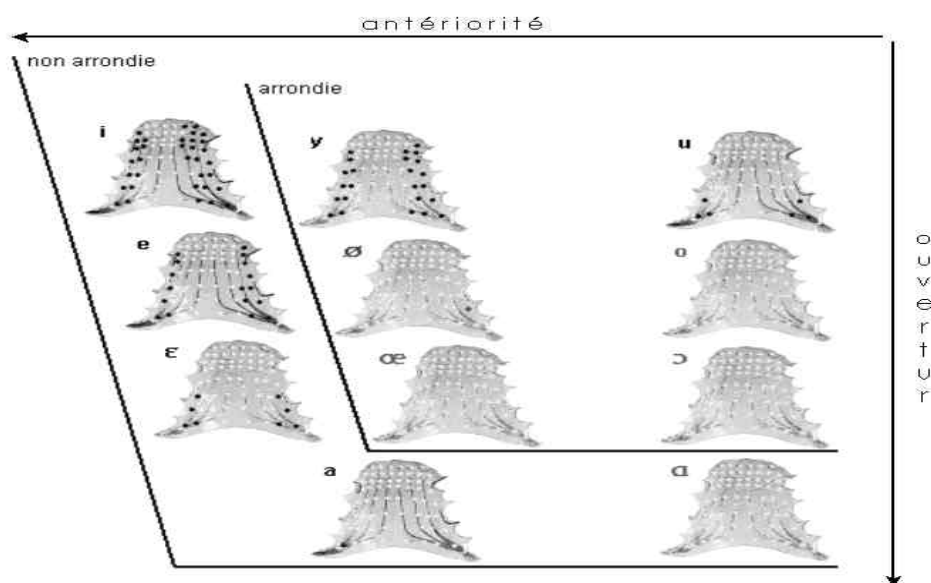 antériorité
non arrondie
arrondie
i
y
u
e
ø
o
ɛ
œ
ɔ
a
ɑ
ouvertur